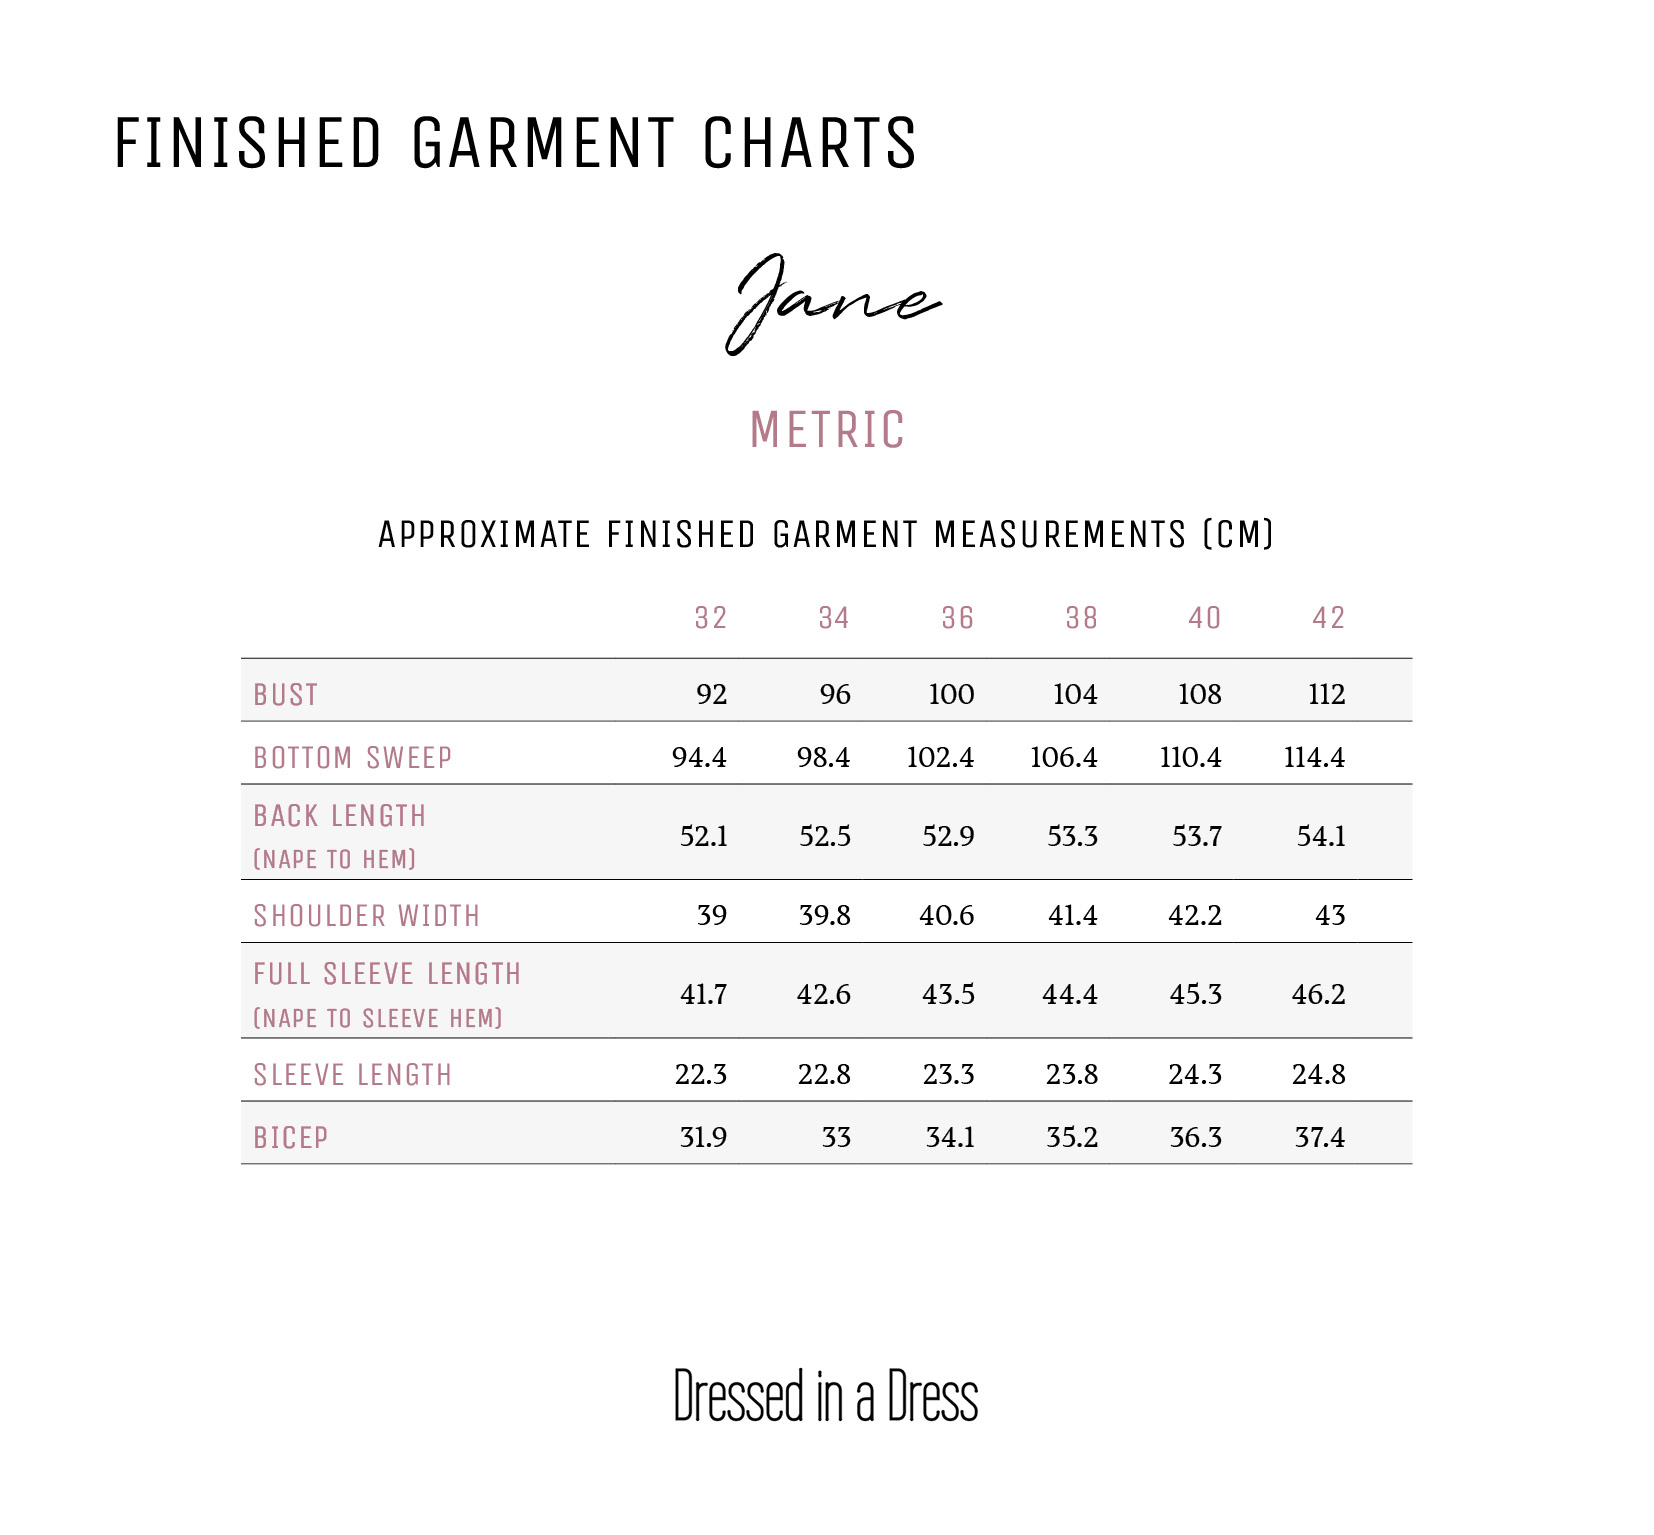 FINISHED GARMENT CHARTS
Jane
METRIC
APPROXIMATE FINISHED GARMENT MEASUREMENTS (CM)
32 34 36 38 40 42
BUST 92 96 100 104 108 112
BOTTOM SWEEP 94.4 98.4 102.4 106.4 110.4 114.4
BACK LENGTH
(NAPE TO HEM) 52.1 52.5 52.9 53.3 53.7 54.1
SHOULDER WIDTH 39 39.8 40.6 41.4 42.2 43
FULL SLEEVE LENGTH
(NAPE TO SLEEVE HEM) 41.7 42.6 43.5 44.4 45.3 46.2
SLEEVE LENGTH 22.3 22.8 23.3 23.8 24.3 24.8
BICEP 31.9 33 34.1 35.2 36.3 37.4
Dressed in a Dress